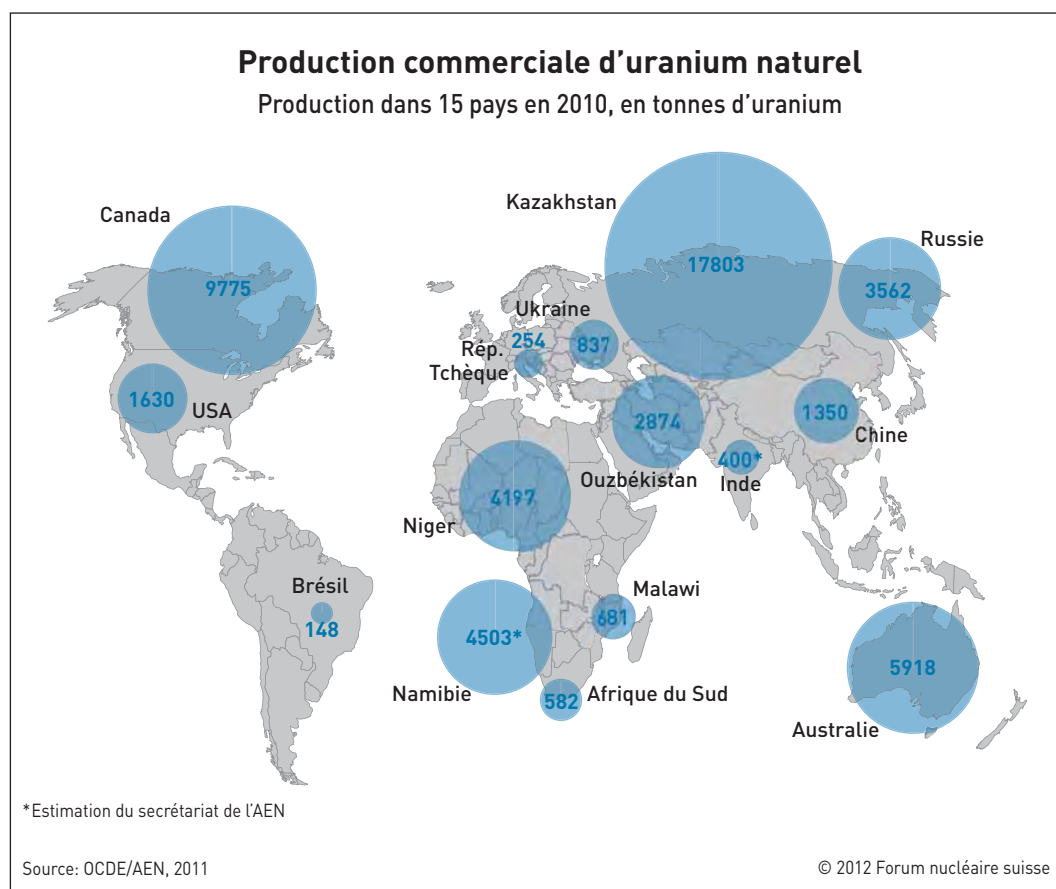 Production commerciale d’uranium naturel
Production dans 15 pays en 2010, en tonnes d’uranium
Canada
9775
Kazakhstan
17803
Russie
3562
Ukraine
837
254
Rép.
Tchèque
1630
USA
2874
Ouzbékistan
1350
Chine
400*
Inde
4197
Niger
Brésil
148
Malawi
681
4503*
Namibie
582
Afrique du Sud
5918
Australie
*Estimation du secrétariat de l’AEN
Source: OCDE/AEN, 2011
© 2012 Forum nucléaire suisse